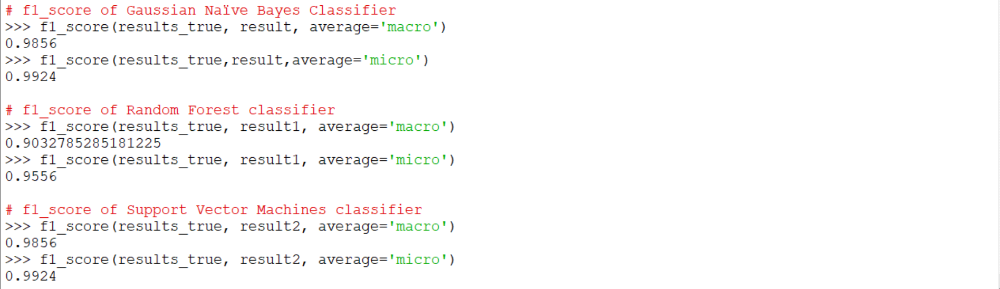 # f1_score of Gaussian Naïve Bayes Classifier
>>> f1_score(results_true, result, average='macro')
0.9856
>>> f1_score(results_true,result,average='micro')
0.9924
# f1_score of Random Forest classifier
>>> f1_score(results_true, result1, average='macro')
0.9032785285181225
>>> f1_score(results_true, result1, average='micro')
0.9556
# f1_score of Support Vector Machines classifier
>>> f1_score(results_true, result2, average='macro')
0.9856
>>> f1_score(results_true, result2, average='micro')
0.9924